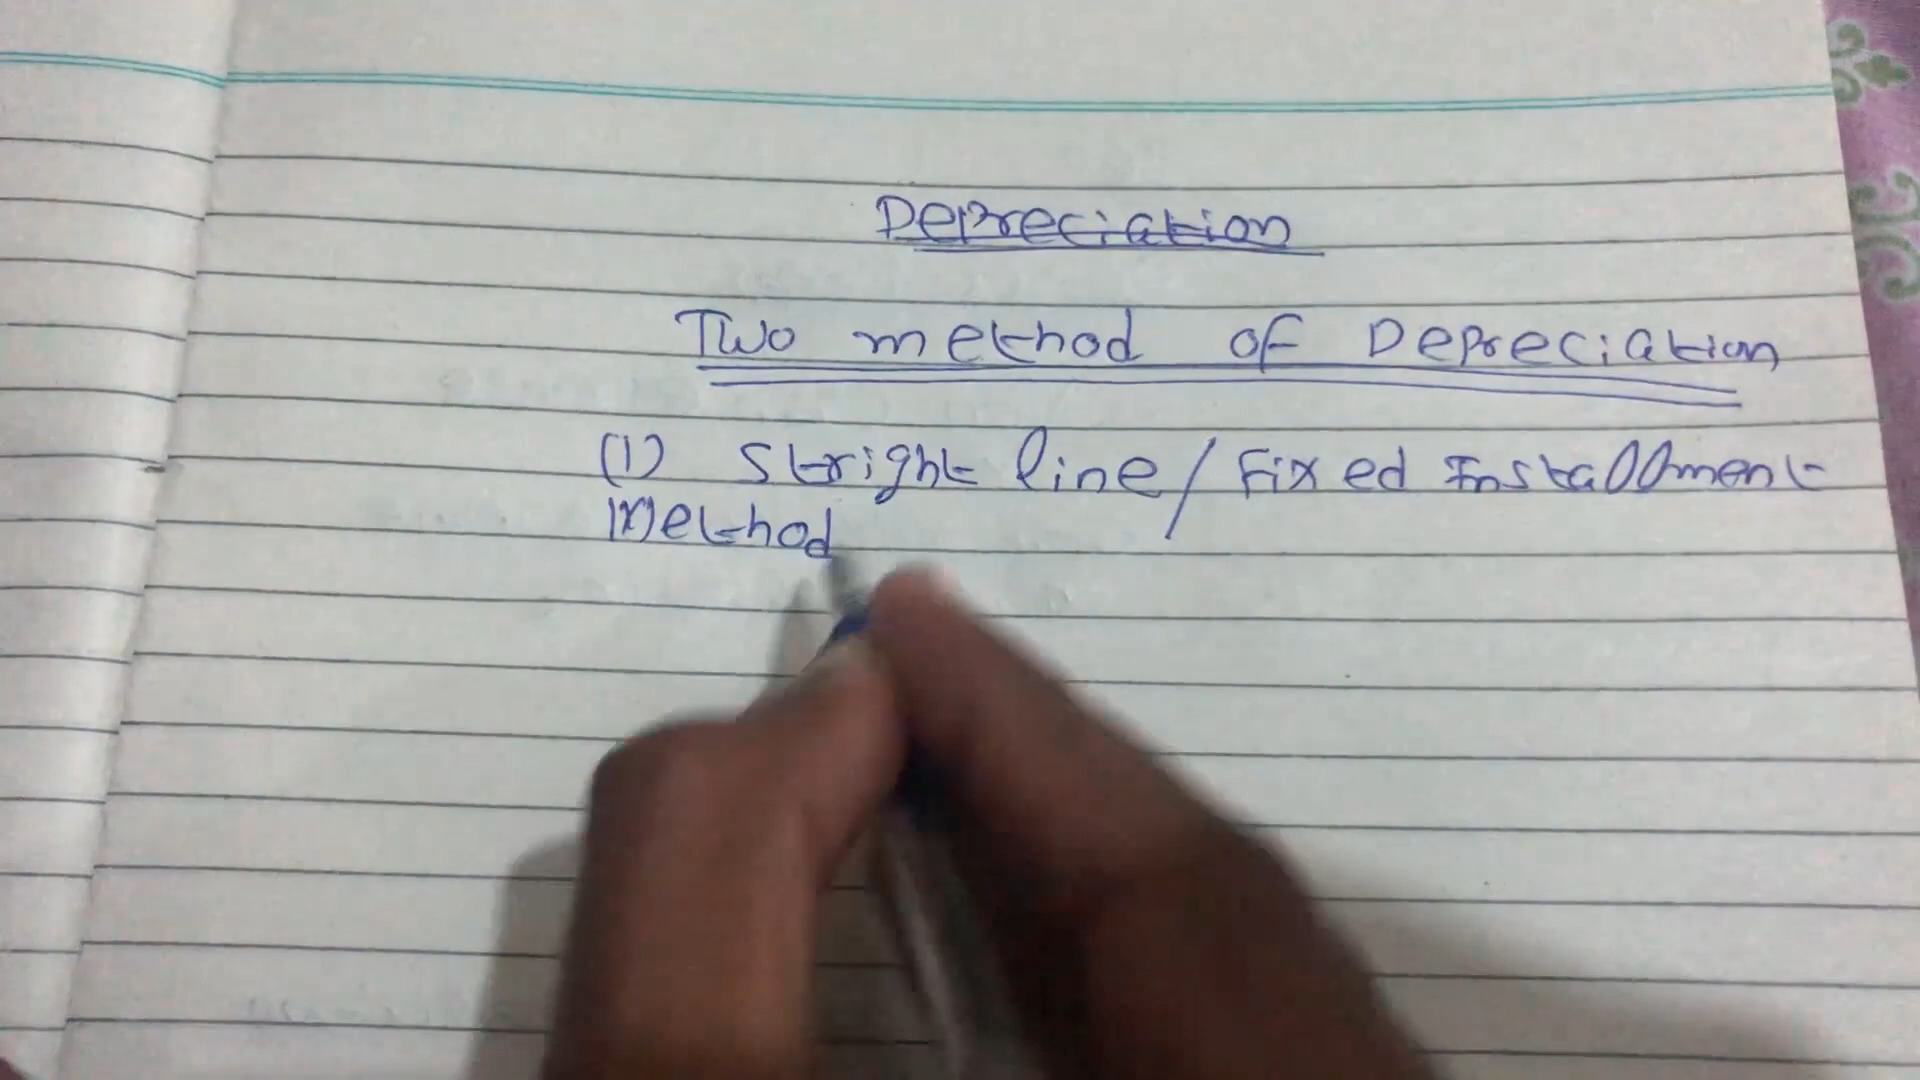 Depreciation
Two method of Depreciation
(1) Stright line/Fixed Installment
Method